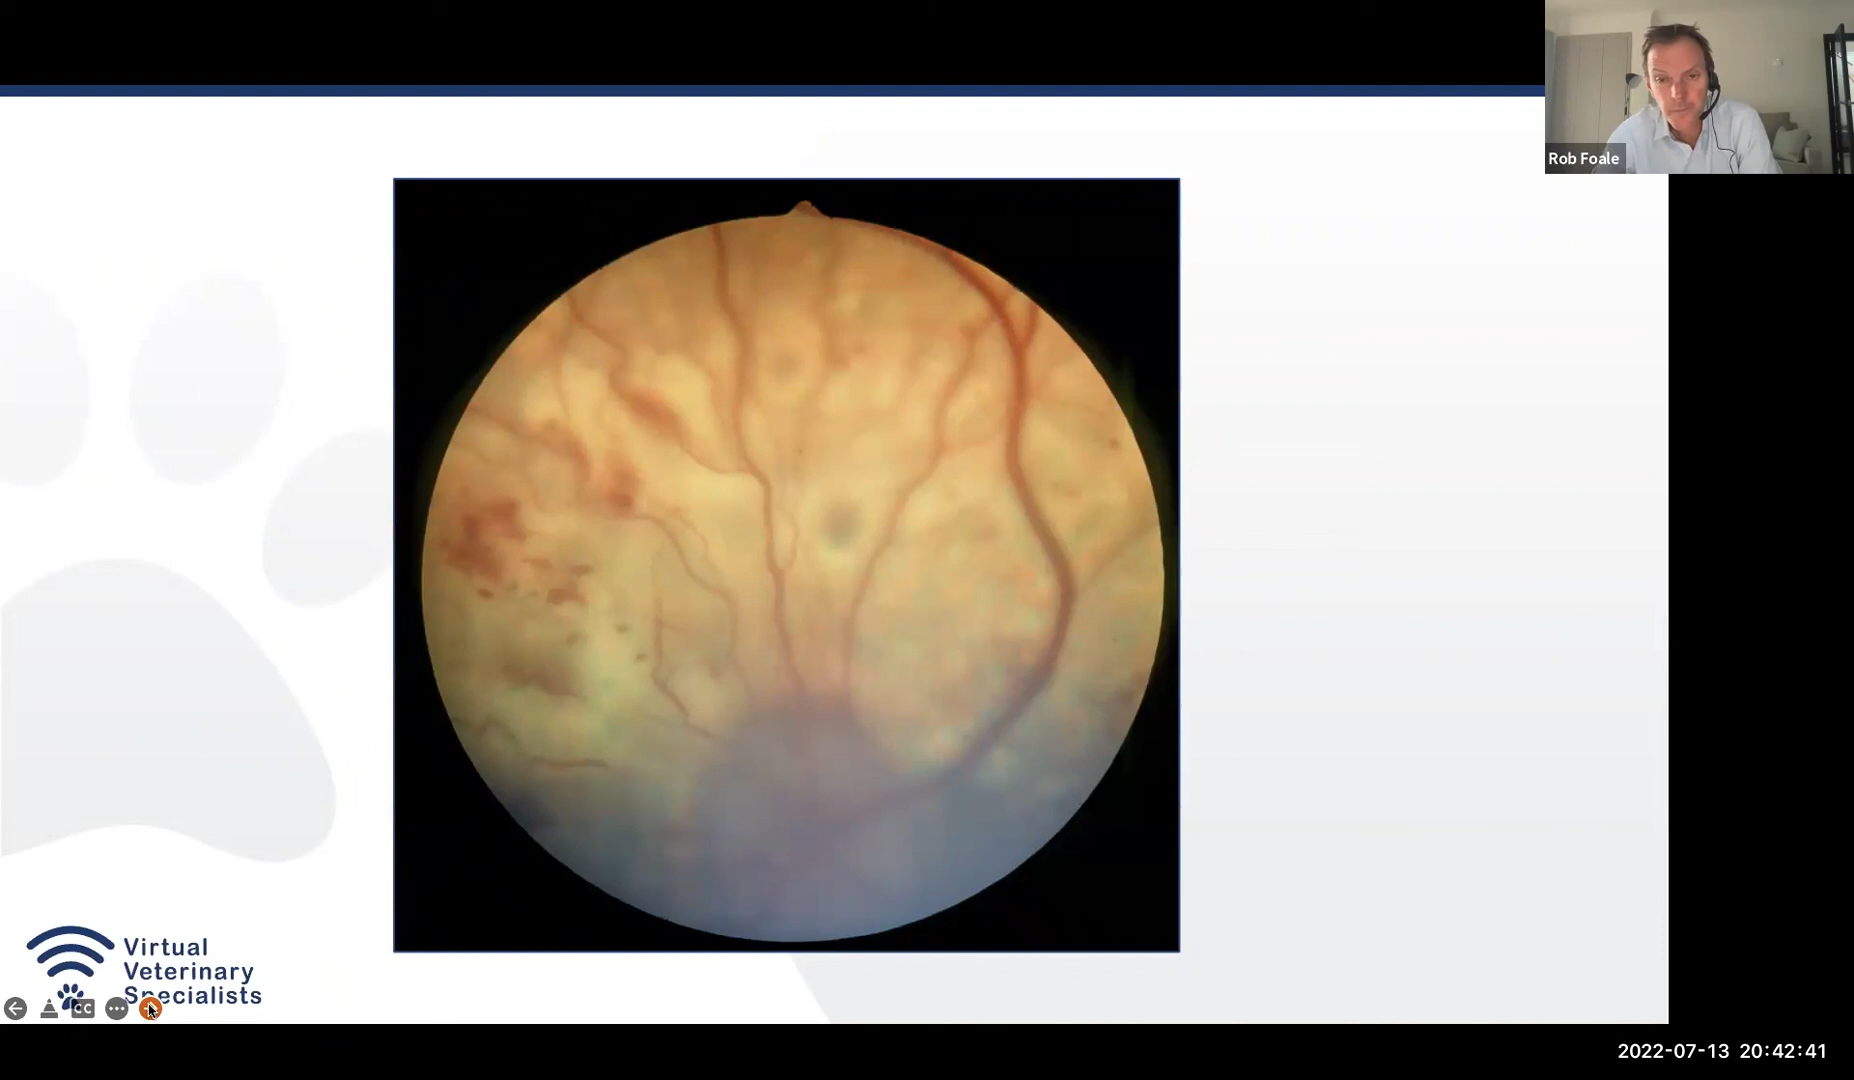 Rob Foale
Virtual
Veterinary
Specialists
CC
2022-07-13 20:42:41